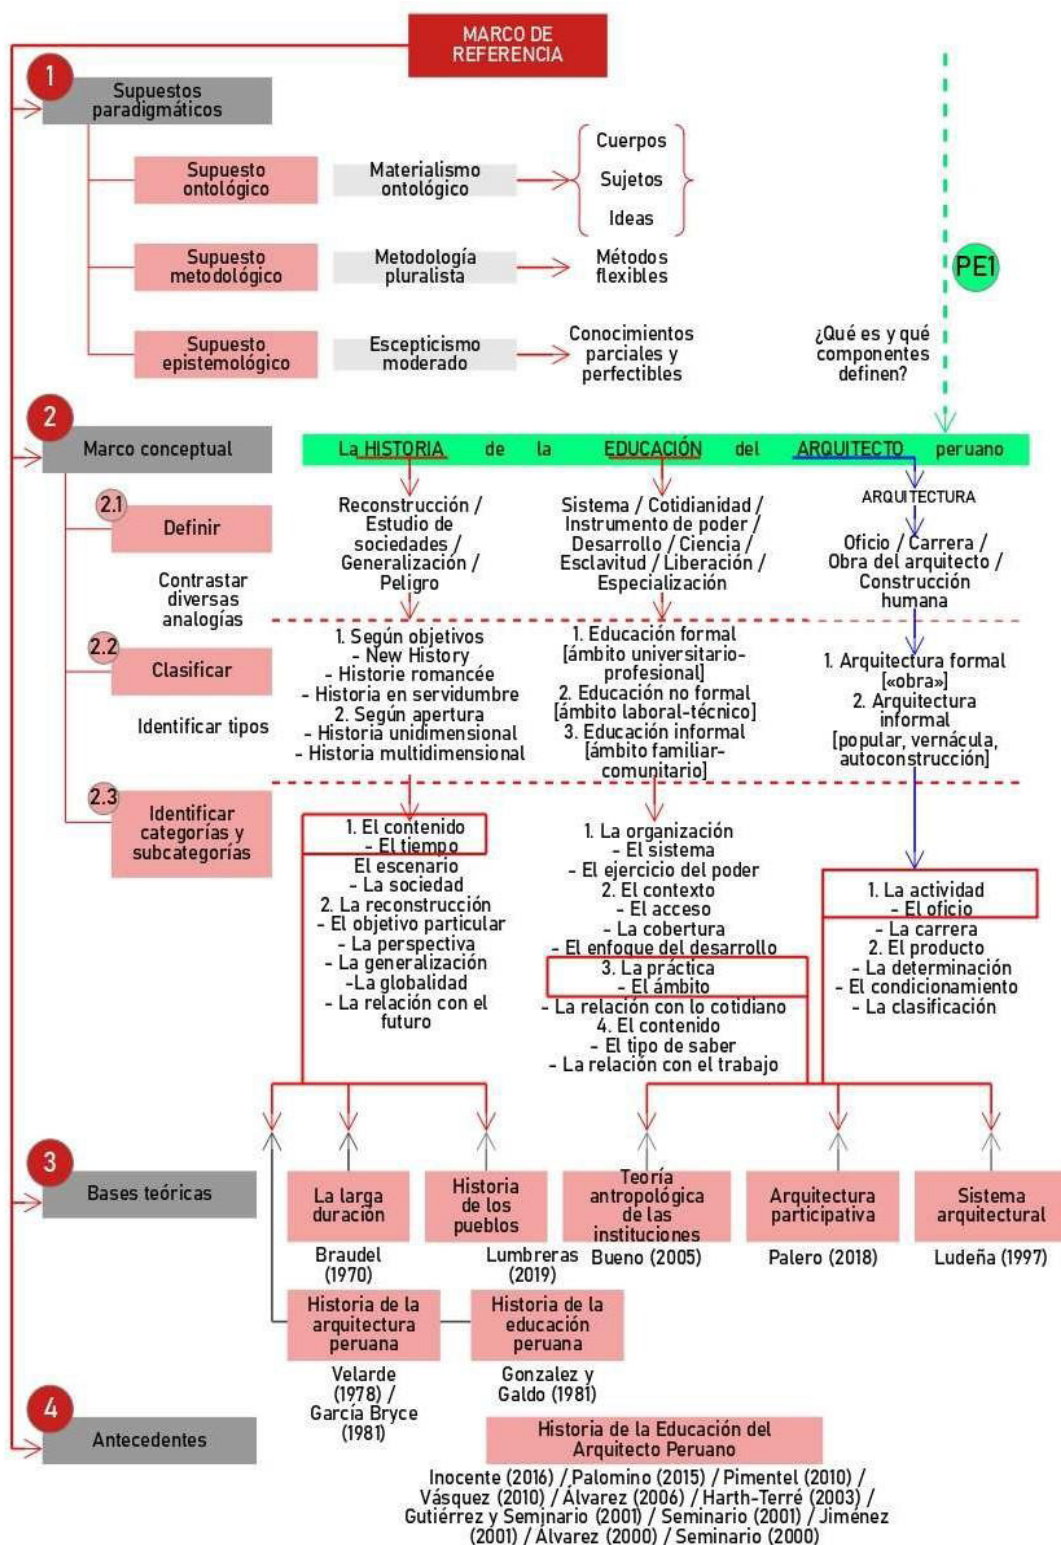 MARCO DE
REFERENCIA
1
Supuestos
paradigmáticos
Supuesto
ontológico
Materialismo
ontológico
Cuerpos
Sujetos
Ideas
Supuesto
metodológico
Metodología
pluralista
Métodos
flexibles
PE1
Supuesto
epistemológico
Escepticismo
moderado
Conocimientos
parciales y
perfectibles
¿Qué es y qué
componentes
definen?
2
Marco conceptual
La HISTORIA de la EDUCACIÓN del ARQUITECTO peruano
2.1
Definir
Contrastar
diversas
analogías
Reconstrucción /
Estudio de
sociedades /
Generalización /
Peligro
Sistema / Cotidianidad /
Instrumento de poder /
Desarrollo / Ciencia /
Esclavitud / Liberación /
Especialización
ARQUITECTURA
Oficio / Carrera /
Obra del arquitecto /
Construcción
humana
2.2
Clasificar
Identificar tipos
1. Según objetivos
- New History
- Historie romancée
- Historia en servidumbre
2. Según apertura
- Historia unidimensional
- Historia multidimensional
1. Educación formal
[ámbito universitario-
profesional]
2. Educación no formal
[ámbito laboral-técnico]
3. Educación informal
[ámbito familiar-
comunitario]
1. Arquitectura formal
[«obra»]
2. Arquitectura
informal
[popular, vernácula,
autoconstrucción]
2.3
Identificar
categorías y
subcategorías
1. El contenido
- El tiempo
El escenario
- La sociedad
2. La reconstrucción
- El objetivo particular
- La perspectiva
- La generalización
-La globalidad
- La relación con el
futuro
1. La organización
- El sistema
- El ejercicio del poder
2. El contexto
- El acceso
- La cobertura
- El enfoque del desarrollo
3. La práctica
- El ámbito
- La relación con lo cotidiano
4. El contenido
- El tipo de saber
- La relación con el trabajo
1. La actividad
- El oficio
- La carrera
2. El producto
- La determinación
- El condicionamiento
- La clasificación
3
Bases teóricas
La larga
duración
Braudel
(1970)
Historia
de los
pueblos
Lumbreras
(2019)
Teoría
antropológica
de las
instituciones
Bueno (2005)
Arquitectura
participativa
Palero (2018)
Sistema
arquitectural
Ludeña (1997)
Historia de la
arquitectura
peruana
Velarde
(1978) /
García Bryce
(1981)
Historia de la
educación
peruana
Gonzalez y
Galdo (1981)
4
Antecedentes
Historia de la Educación del
Arquitecto Peruano
Inocente (2016) / Palomino (2015) / Pimentel (2010) /
Vásquez (2010) / Álvarez (2006) / Harth-Terré (2003) /
Gutiérrez y Seminario (2001) / Seminario (2001) / Jiménez
(2001) / Álvarez (2000) / Seminario (2000)